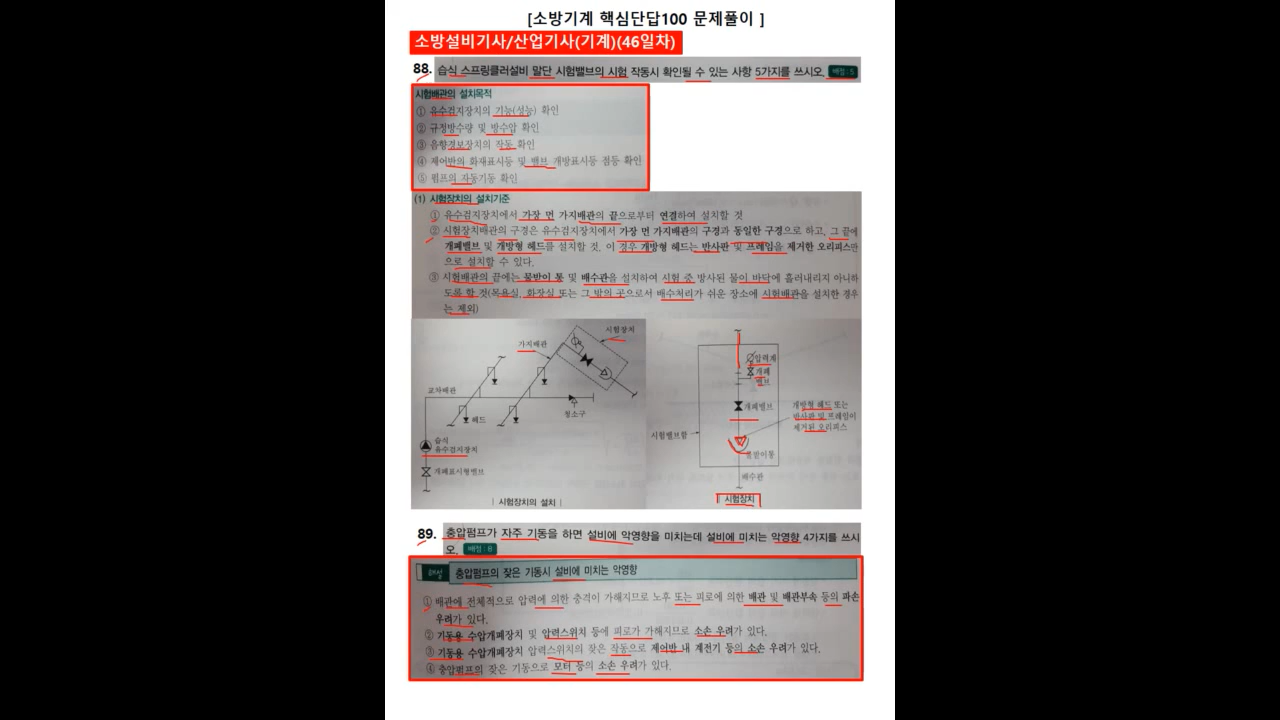 [소방기계 핵심단답100 문제풀이 ]
소방설비기사/산업기사(기계)(46일차)
88. 습식 스프링클러설비 말단 시험밸브의 시험 작동시 확인될 수 있는 사항 5가지를 쓰시오. 배점:5
시험배관의 설치목적
① 유수검지장치의 기능(성능) 확인
② 규정방수량 및 방수압 확인
③ 음향경보장치의 작동 확인
④ 제어반의 화재표시등 및 밸브 개방표시등 점등 확인
⑤ 펌프의 자동기동 확인
(1) 시험장치의 설치기준
① 유수검지장치에서 가장 먼 가지배관의 끝으로부터 연결하여 설치할 것
② 시험장치배관의 구경은 유수검지장치에서 가장 먼 가지배관의 구경과 동일한 구경으로 하고, 그 끝에
개폐밸브 및 개방형 헤드를 설치할 것. 이 경우 개방형 헤드는 반사판 및 프레임을 제거한 오리피스만
으로 설치할 수 있다.
③ 시험배관의 끝에는 물받이 통 및 배수관을 설치하여 시험 중 방사된 물이 바닥에 흘러내리지 아니하
도록 할 것(목욕실, 화장실 또는 그 밖의 곳으로서 배수처리가 쉬운 장소에 시험배관을 설치한 경우
는 제외)
시험장치
가지배관
교차배관
헤드
청소구
습식
유수검지장치
개폐표시형밸브
| 시험장치의 설치 |
압력계
개폐
밸브
개폐밸브
개방형 헤드 또는
반사판 및 프레임이
제거된 오리피스
시험밸브함
물받이통
배수관
| 시험장치 |
89. 충압펌프가 자주 기동을 하면 설비에 악영향을 미치는데 설비에 미치는 악영향 4가지를 쓰시
오. 배점:8
해설 충압펌프의 잦은 기동시 설비에 미치는 악영향
① 배관에 전체적으로 압력에 의한 충격이 가해지므로 노후 또는 피로에 의한 배관 및 배관부속 등의 파손
우려가 있다.
② 기동용 수압개폐장치 및 압력스위치 등에 피로가 가해지므로 소손 우려가 있다.
③ 기동용 수압개폐장치 압력스위치의 잦은 작동으로 제어반 내 계전기 등의 소손 우려가 있다.
④ 충압펌프의 잦은 기동으로 모터 등의 소손 우려가 있다.